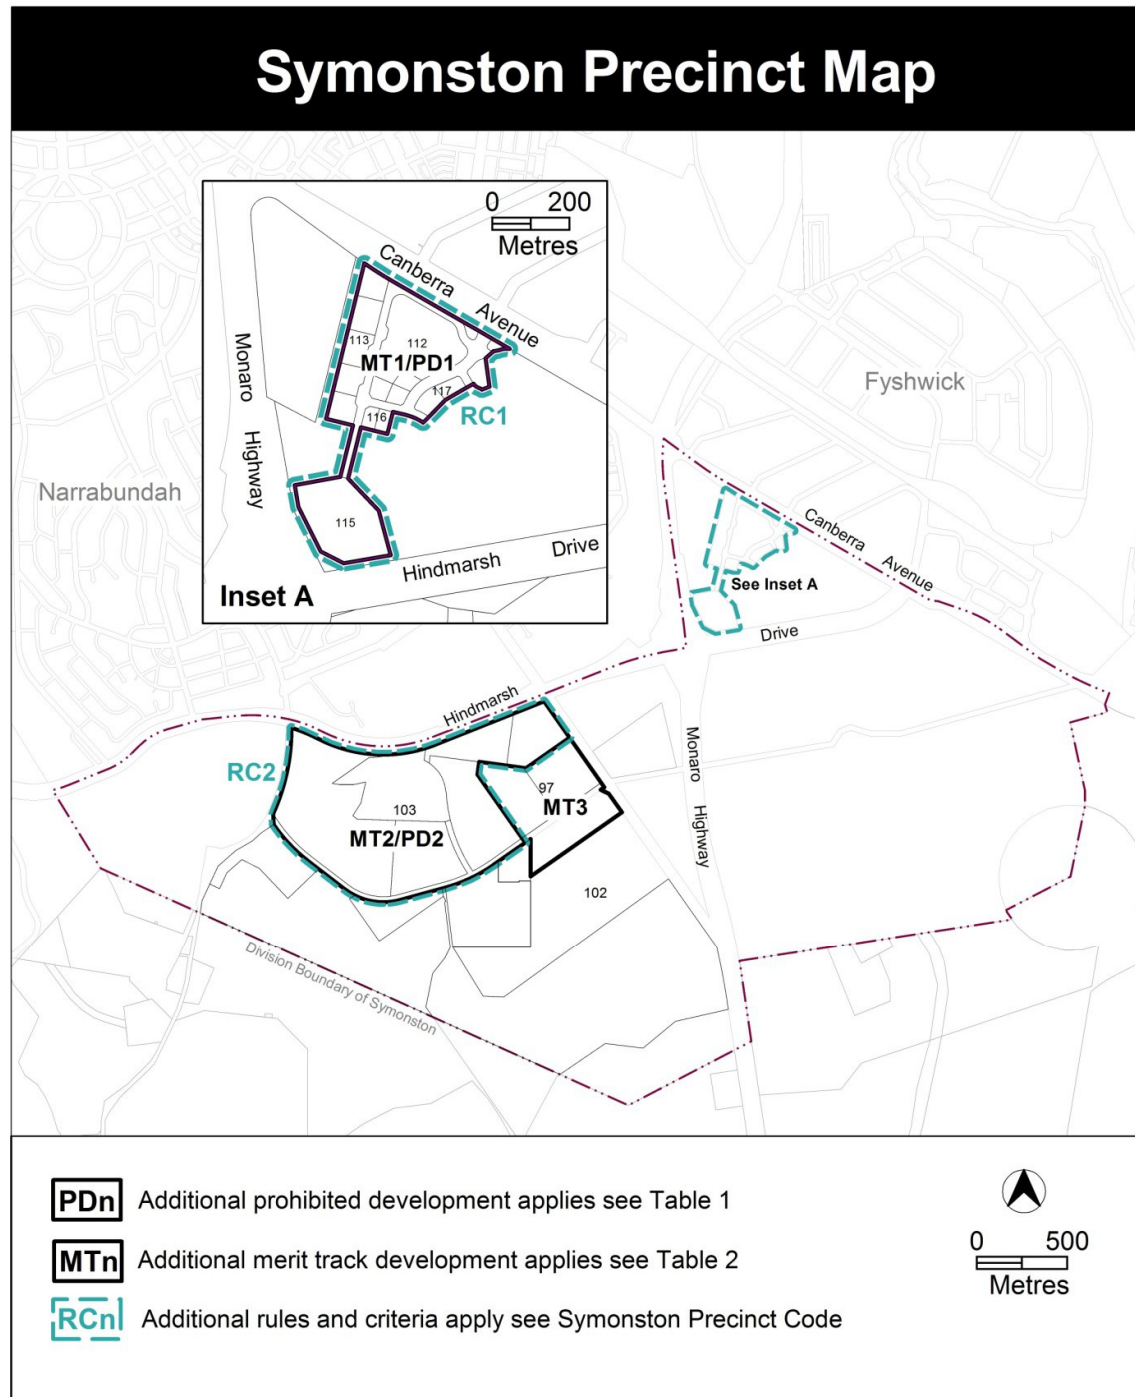 Symonston Precinct Map
0 200
Metres
Canberra
Avenue
Monaro
Highway
113
112
MT1/PD1
117
116
RC1
115
Hindmarsh
Drive
Inset A
Fyshwick
Narrabundah
Canberra
Avenue
See Inset A
Drive
Hindmarsh
Monaro
Highway
RC2
97
MT3
103
MT2/PD2
102
Division Boundary of Symonston
PDn Additional prohibited development applies see Table 1
MTn Additional merit track development applies see Table 2
RCn Additional rules and criteria apply see Symonston Precinct Code
0 500
Metres